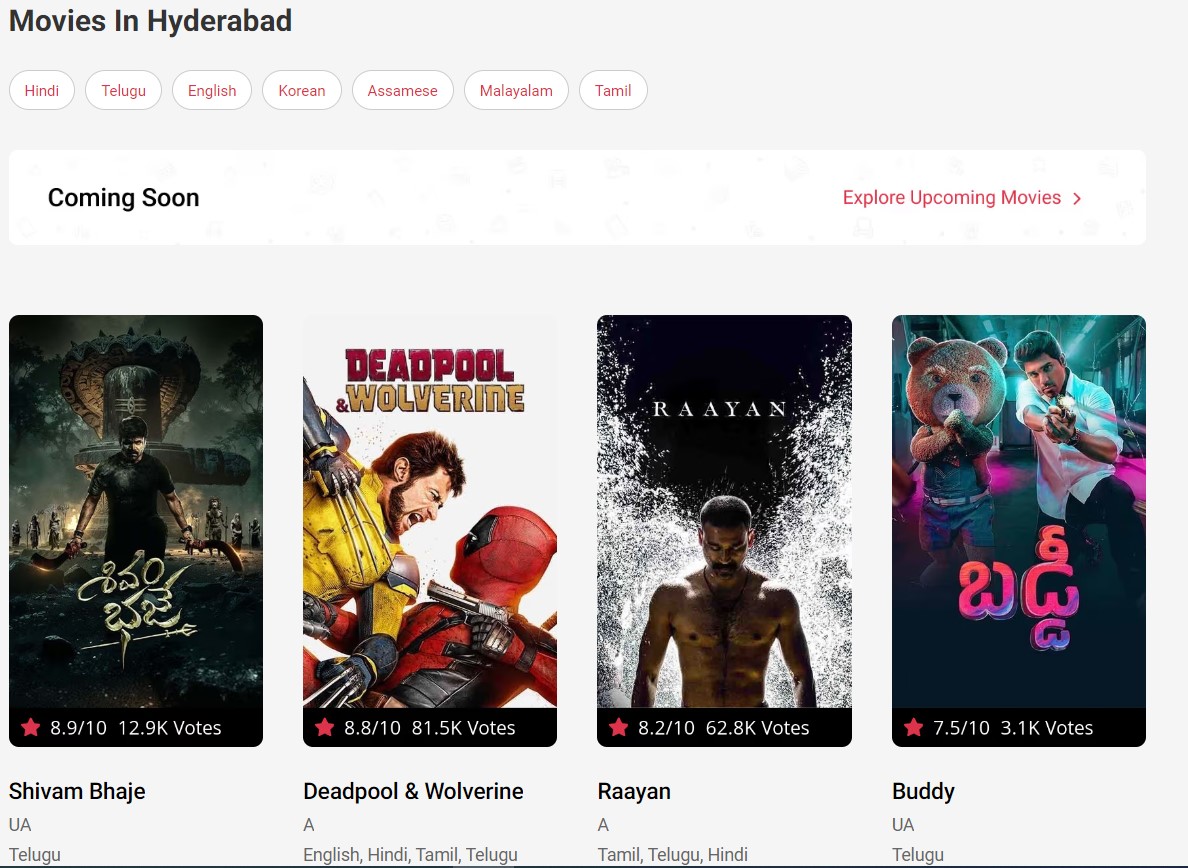 Movies In Hyderabad
Hindi Telugu English Korean Assamese Malayalam Tamil
Coming Soon
Explore Upcoming Movies >
శివం
భజే
8.9/10 12.9K Votes
DEADPOOL
&WOLVERINE
8.8/10 81.5K Votes
RAAYAN
8.2/10 62.8K Votes
బడ్డీ
7.5/10 3.1K Votes
Shivam Bhaje
UA
Telugu
Deadpool & Wolverine
A
English, Hindi, Tamil, Telugu
Raayan
A
Tamil, Telugu, Hindi
Buddy
UA
Telugu